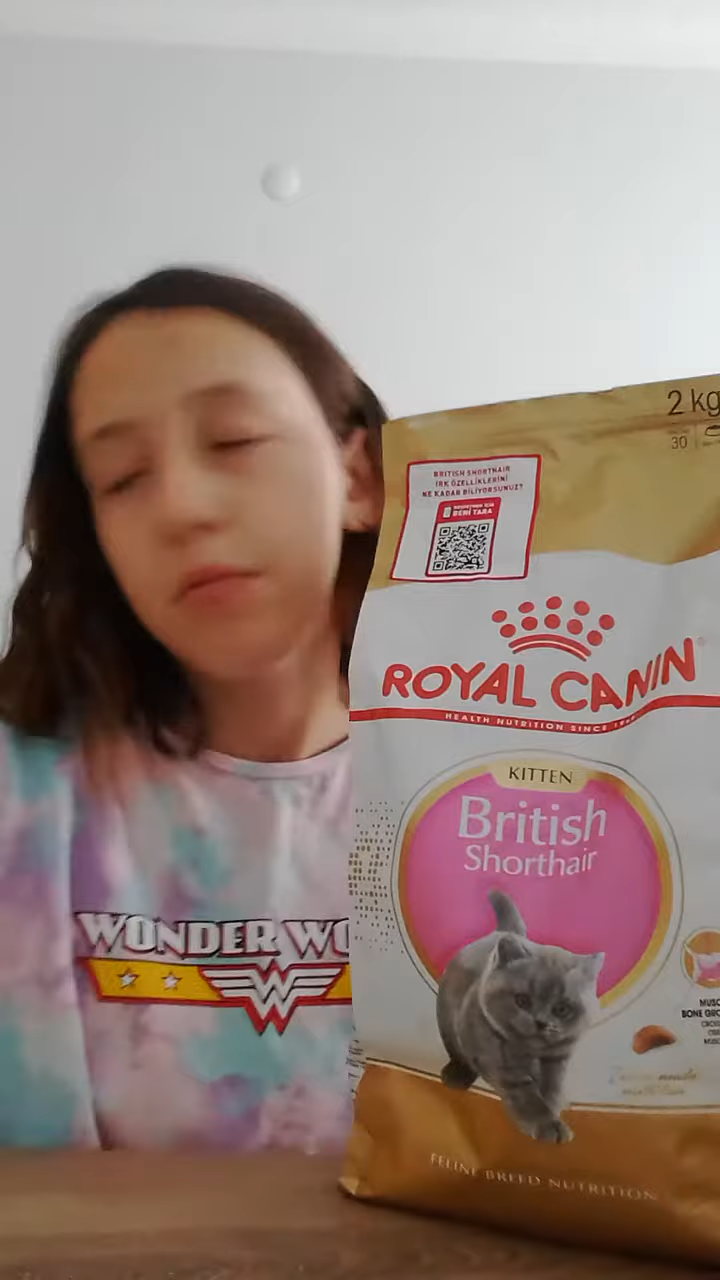 2 kg
30
BRITISH SHORTHAIR
IRK ÖZELLİKLERİNİ
NE KADAR BİLİYORSUNUZ?
BENİ TARA
ROYAL CANIN
HEALTH NUTRITION SINCE
KITTEN
British
Shorthair
WONDER WO
BONE
FELINE BREED NUTRITION